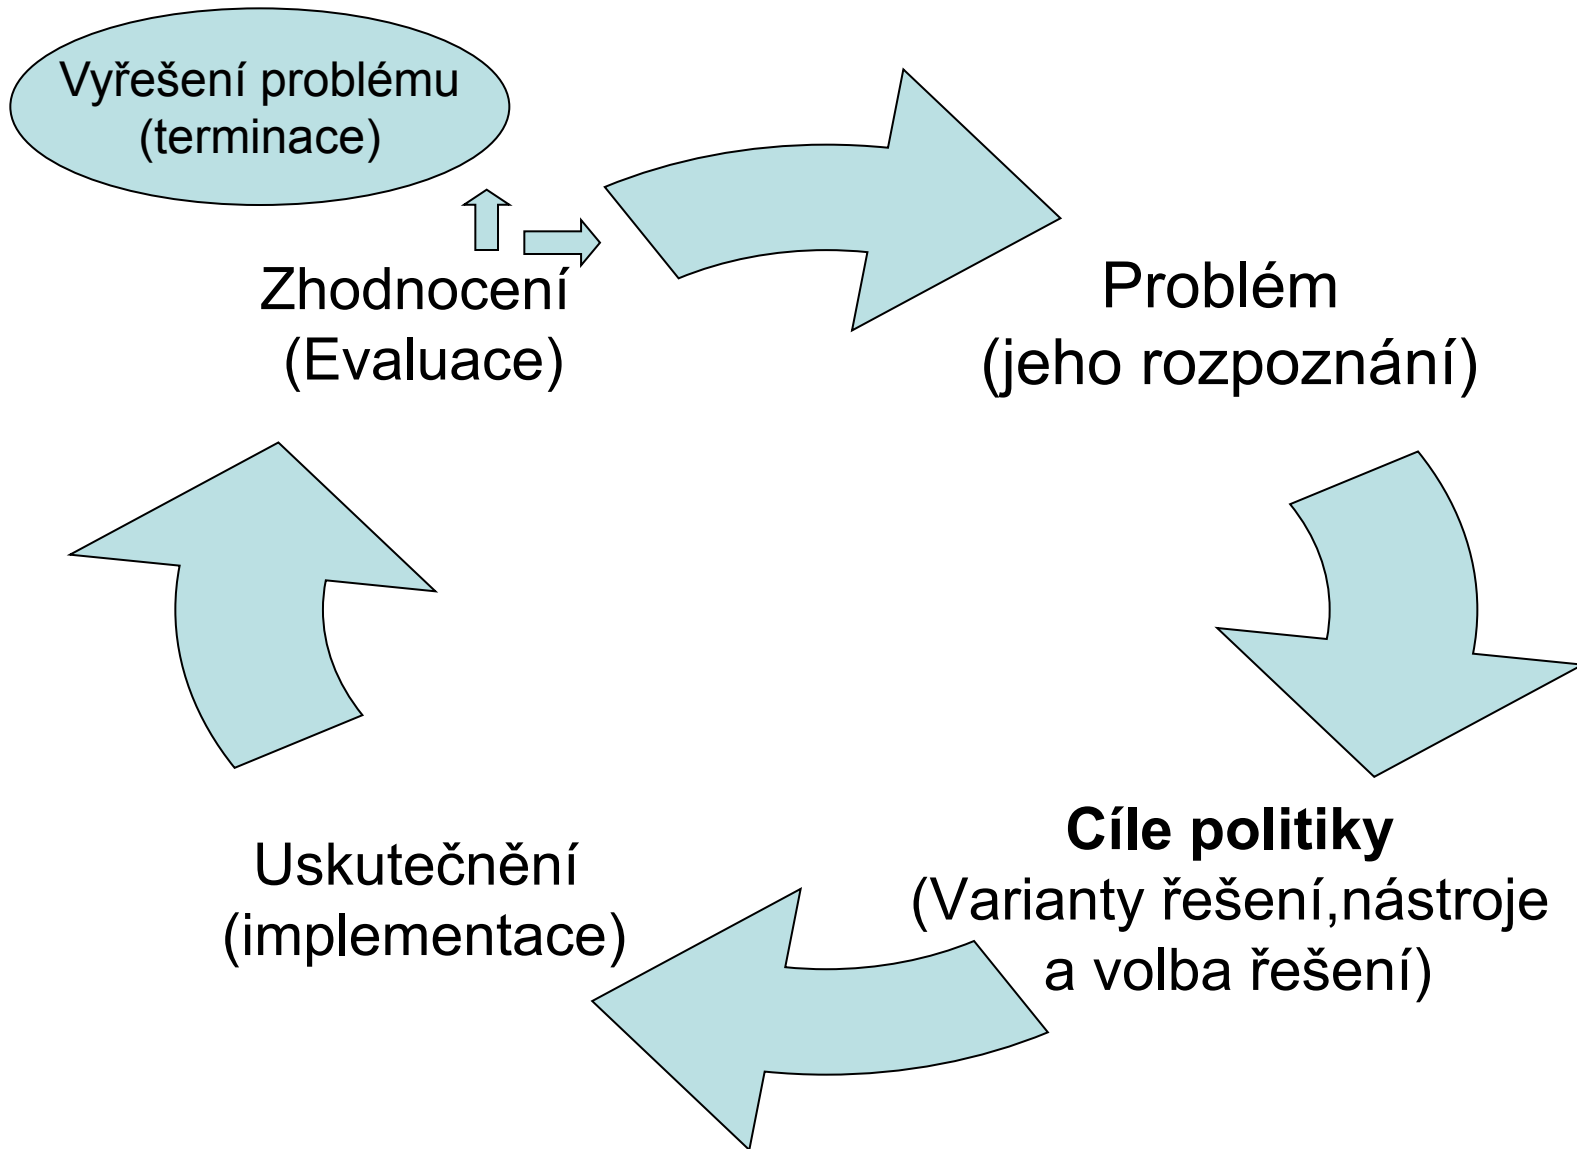 Vyřešení problému
(terminace)
Zhodnocení
(Evaluace)
Problém
(jeho rozpoznání)
Cíle politiky
(Varianty řešení,nástroje
a volba řešení)
Uskutečnění
(implementace)